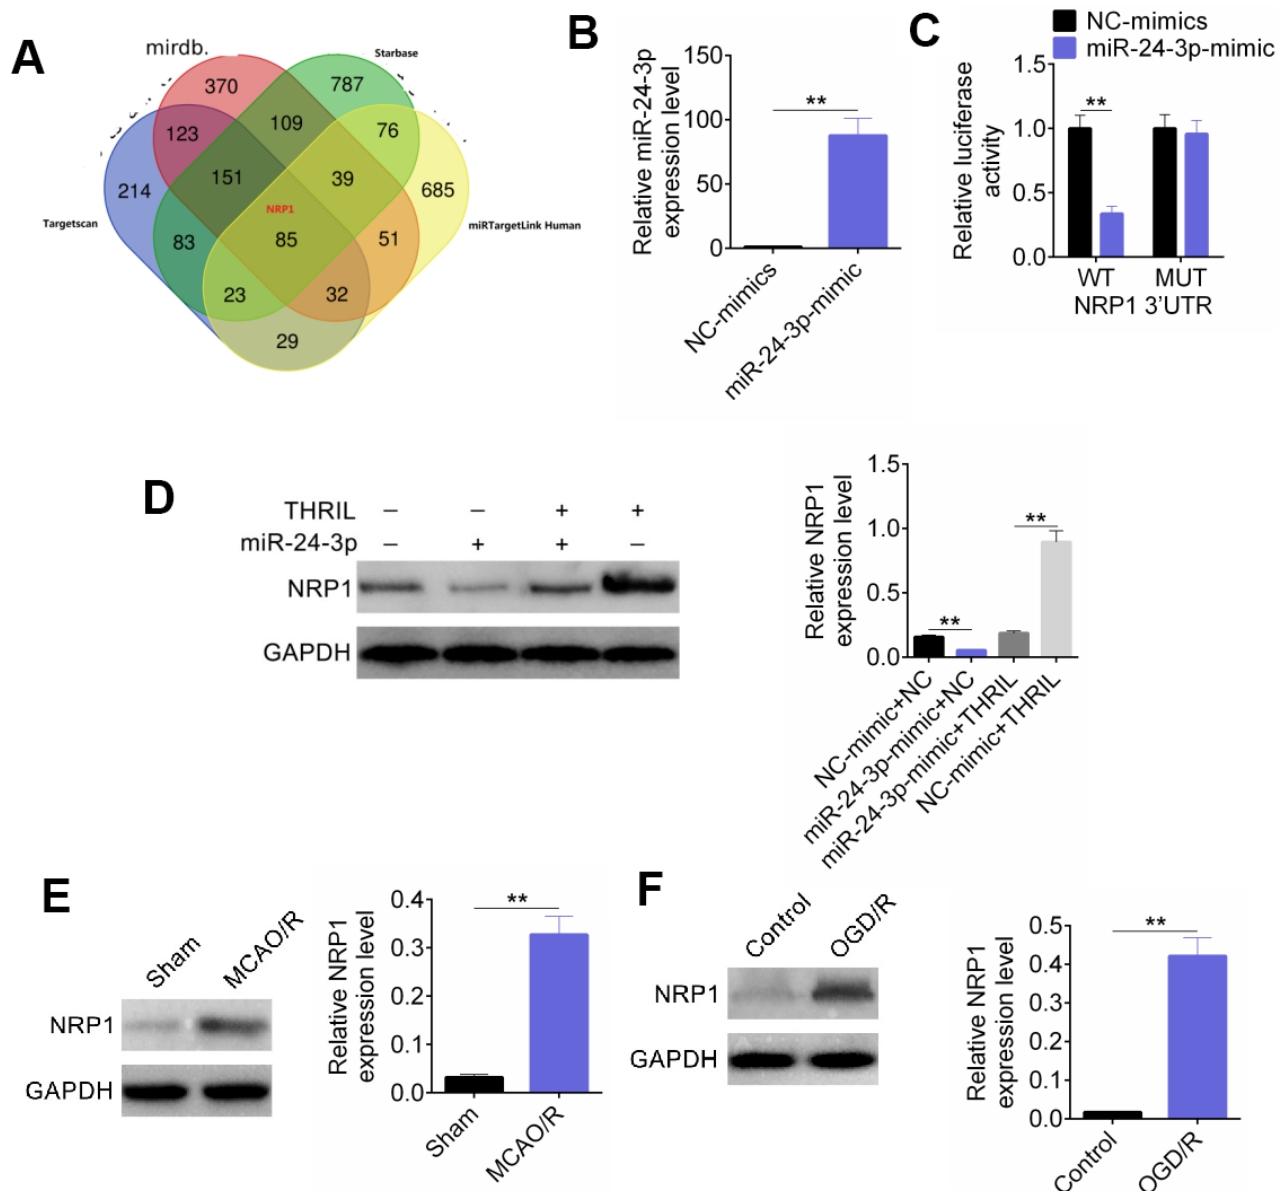 A
mirdb.
Starbase
Targetscan
miRTargetLink Human
370
787
123
109
76
214
151
39
685
NRP1
83
85
51
23
32
29
B
Relative miR-24-3p
expression level
150
100
50
0
**
NC-mimics
miR-24-3p-mimic
C
NC-mimics
miR-24-3p-mimic
Relative luciferase
activity
1.5
1.0
0.5
0.0
**
WT
MUT
NRP1 3'UTR
D
THRIL – – + +
miR-24-3p – + + –
NRP1
GAPDH
Relative NRP1
expression level
1.5
1.0
0.5
0.0
**
**
NC-mimic+NC
miR-24-3p-mimic+NC
miR-24-3p-mimic+THRIL
NC-mimic+THRIL
E
Sham
MCAO/R
NRP1
GAPDH
Relative NRP1
expression level
0.4
0.3
0.2
0.1
0.0
**
Sham
MCAO/R
F
Control
OGD/R
NRP1
GAPDH
Relative NRP1
expression level
0.5
0.4
0.3
0.2
0.1
0.0
**
Control
OGD/R